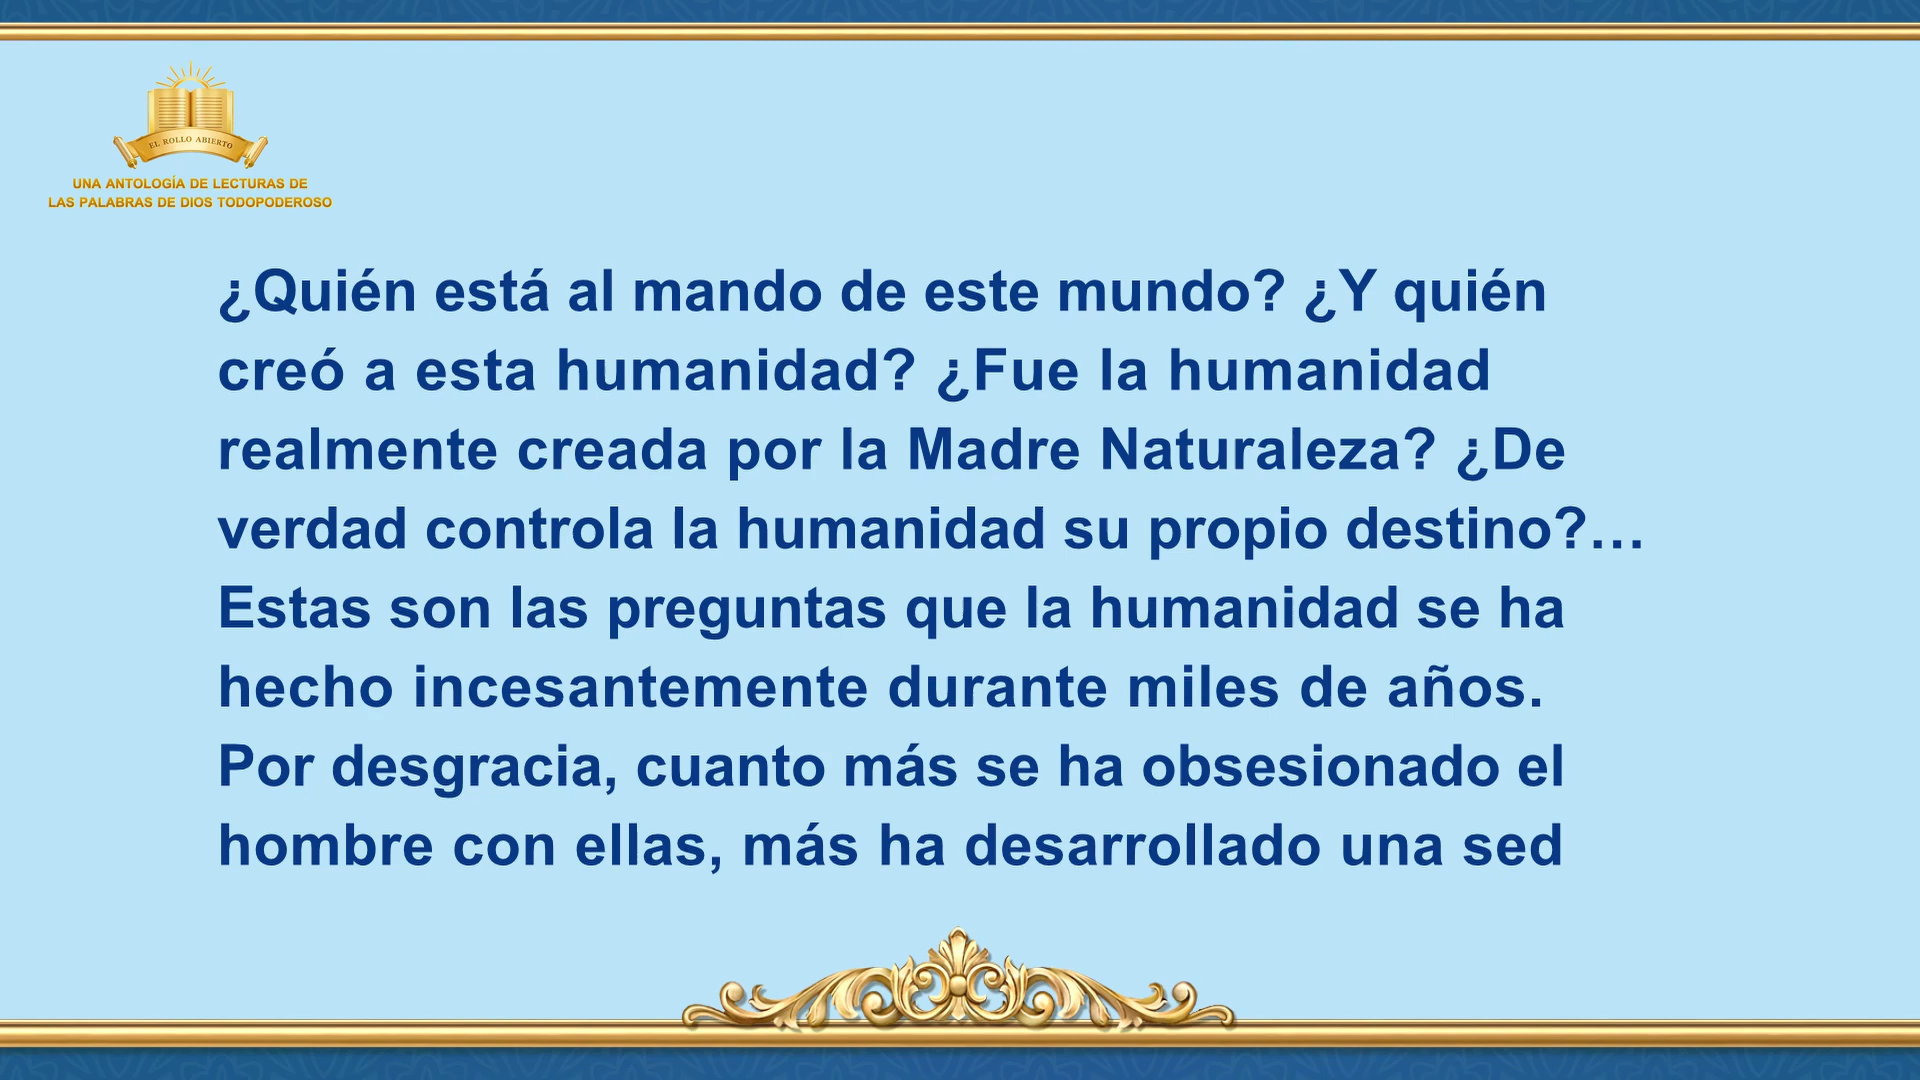 EL ROLLO ABIERTO
UNA ANTOLOGÍA DE LECTURAS DE
LAS PALABRAS DE DIOS TODOPODEROSO
¿Quién está al mando de este mundo? ¿Y quién
creó a esta humanidad? ¿Fue la humanidad
realmente creada por la Madre Naturaleza? ¿De
verdad controla la humanidad su propio destino?…
Estas son las preguntas que la humanidad se ha
hecho incesantemente durante miles de años.
Por desgracia, cuanto más se ha obsesionado el
hombre con ellas, más ha desarrollado una sed